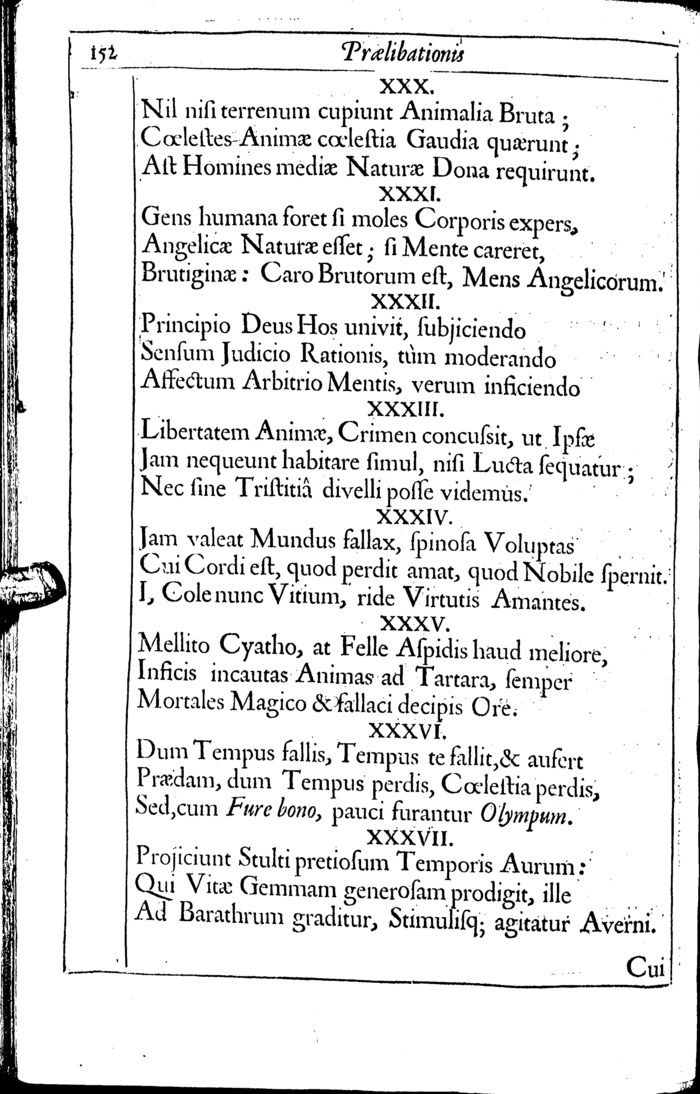 152 Prælibationis
XXX.
Nil niſi terrenum cupiunt Animalia Bruta ;
Cœleſtes Animæ cœleſtia Gaudia quærunt ;
Aſt Homines mediæ Naturæ Dona requirunt.
XXXI.
Gens humana foret ſi moles Corporis expers,
Angelicæ Naturæ eſſet ; ſi Mente careret,
Brutiginæ : Caro Brutorum eſt, Mens Angelicorum.
XXXII.
Principio Deus Hos univit, ſubjiciendo
Senſum Judicio Rationis, tùm moderando
Affectum Arbitrio Mentis, verum inficiendo
XXXIII.
Libertatem Animæ, Crimen concuſſit, ut Ipſæ
Jam nequeunt habitare ſimul, niſi Lucta ſequatur ;
Nec ſine Triſtitiâ divelli poſſe videmus.
XXXIV.
Jam valeat Mundus fallax, ſpinoſa Voluptas
Cui Cordi eſt, quod perdit amat, quod Nobile ſpernit.
I, Cole nunc Vitium, ride Virtutis Amantes.
XXXV.
Mellito Cyatho, at Felle Aſpidis haud meliore,
Inficis incautas Animas ad Tartara, ſemper
Mortales Magico & fallaci decipis Ore.
XXXVI.
Dum Tempus fallis, Tempus te fallit, & aufert
Prædam, dum Tempus perdis, Cœleſtia perdis,
Sed, cum Fure bono, pauci furantur Olympum.
XXXVII.
Projiciunt Stulti pretioſum Temporis Aurum :
Qui Vitæ Gemmam generoſam prodigit, ille
Ad Barathrum graditur, Stimuliſq; agitatur Averni.
Cui